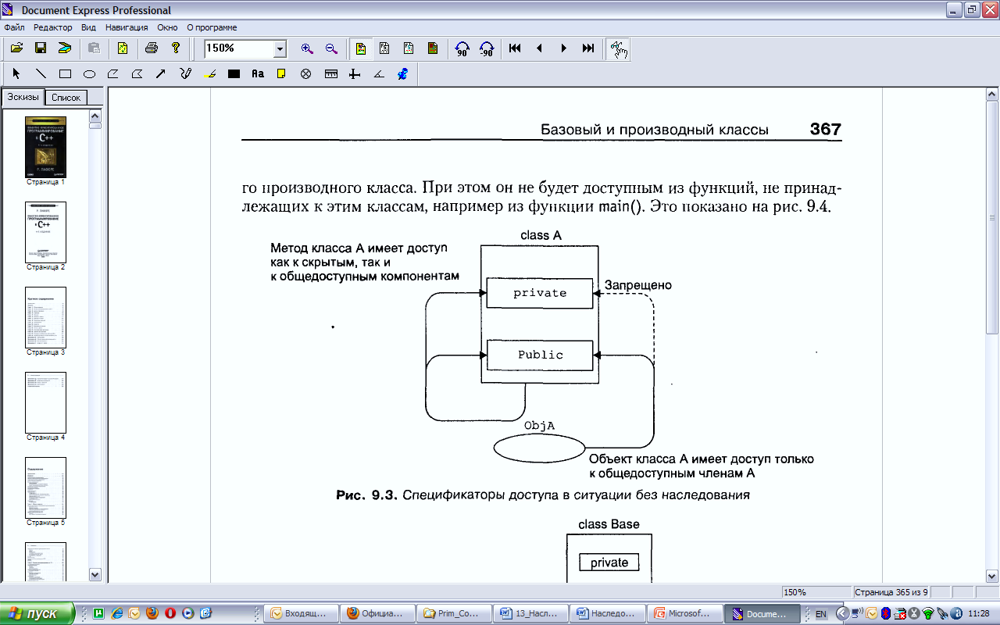 Document Express Professional
Файл Редактор Вид Навигация Окно О программе
150%
90 -90
Aa
Эскизы Список
Страница 1
Страница 2
Страница 3
Страница 4
Страница 5
Базовый и производный классы 367
го производного класса. При этом он не будет доступным из функций, не принад-
лежащих к этим классам, например из функции main(). Это показано на рис. 9.4.
class A
Метод класса А имеет доступ
как к скрытым, так и
к общедоступным компонентам
private
Запрещено
Public
ObjA
Объект класса А имеет доступ только
к общедоступным членам А
Рис. 9.3. Спецификаторы доступа в ситуации без наследования
class Base
private
150% Страница 365 из 9
пуск Входящ... Официа... Prim_Co... 13_Насл... Наследо... Microsof... Docume... EN 11:28